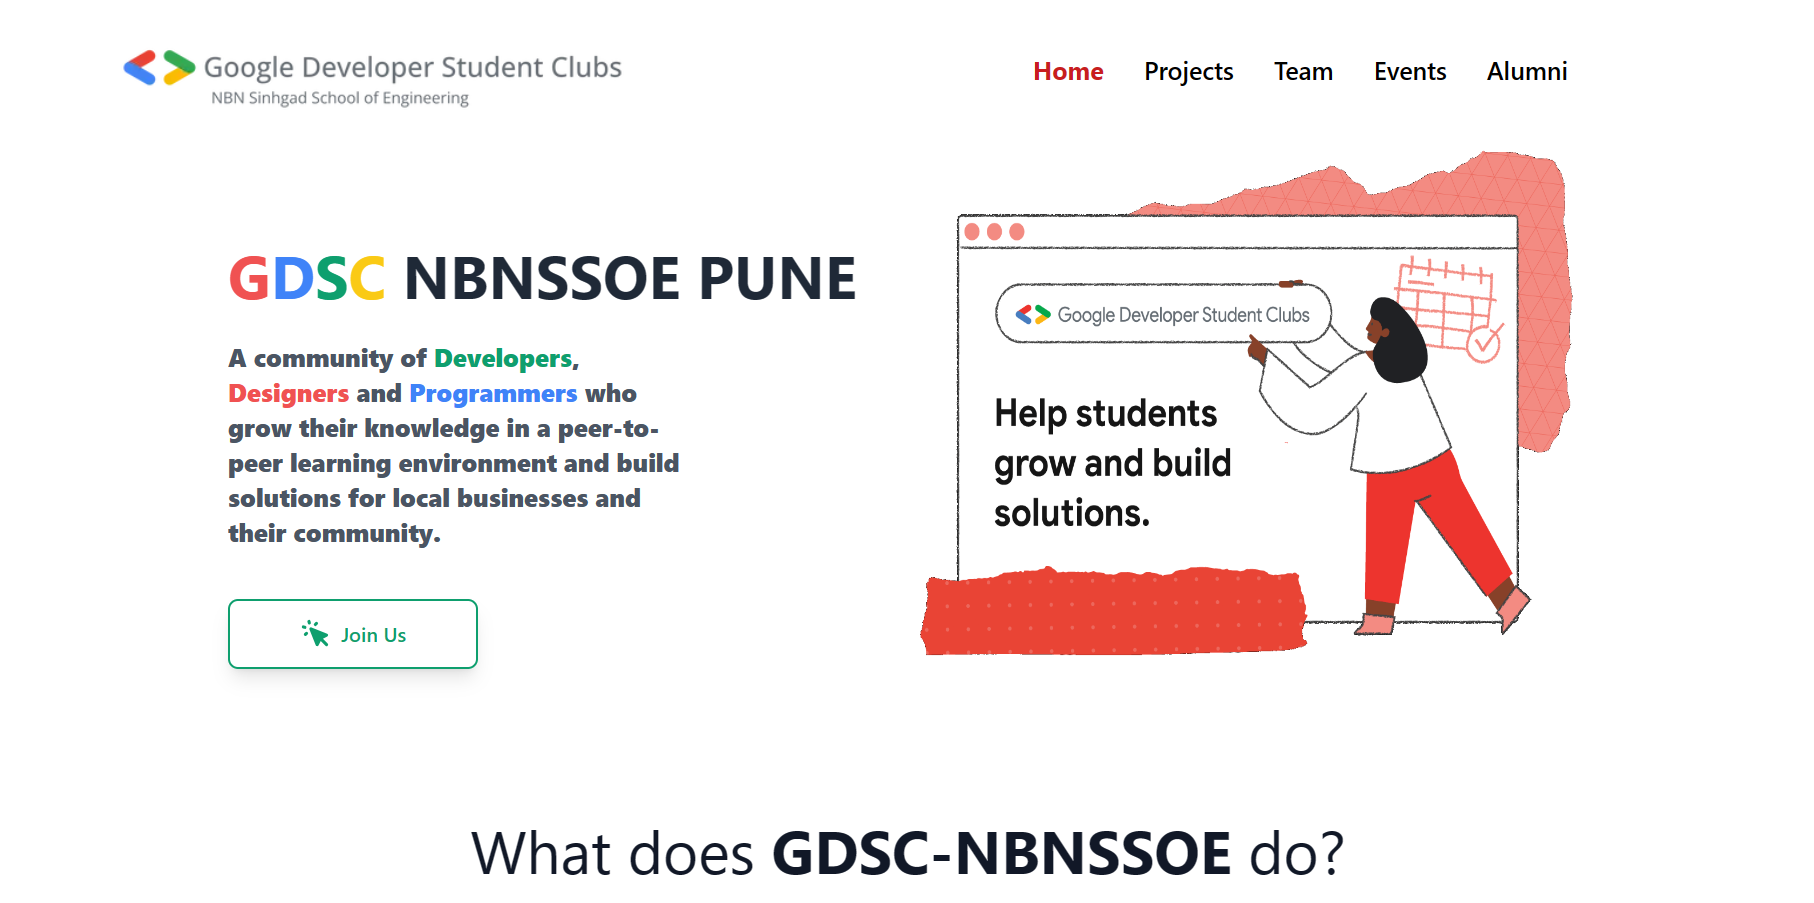 Google Developer Student Clubs
NBN Sinhgad School of Engineering
Home Projects Team Events Alumni
GDSC NBNSSOE PUNE
A community of Developers,
Designers and Programmers who
grow their knowledge in a peer-to-
peer learning environment and build
solutions for local businesses and
their community.
Join Us
Google Developer Student Clubs
Help students
grow and build
solutions.
What does GDSC-NBNSSOE do?